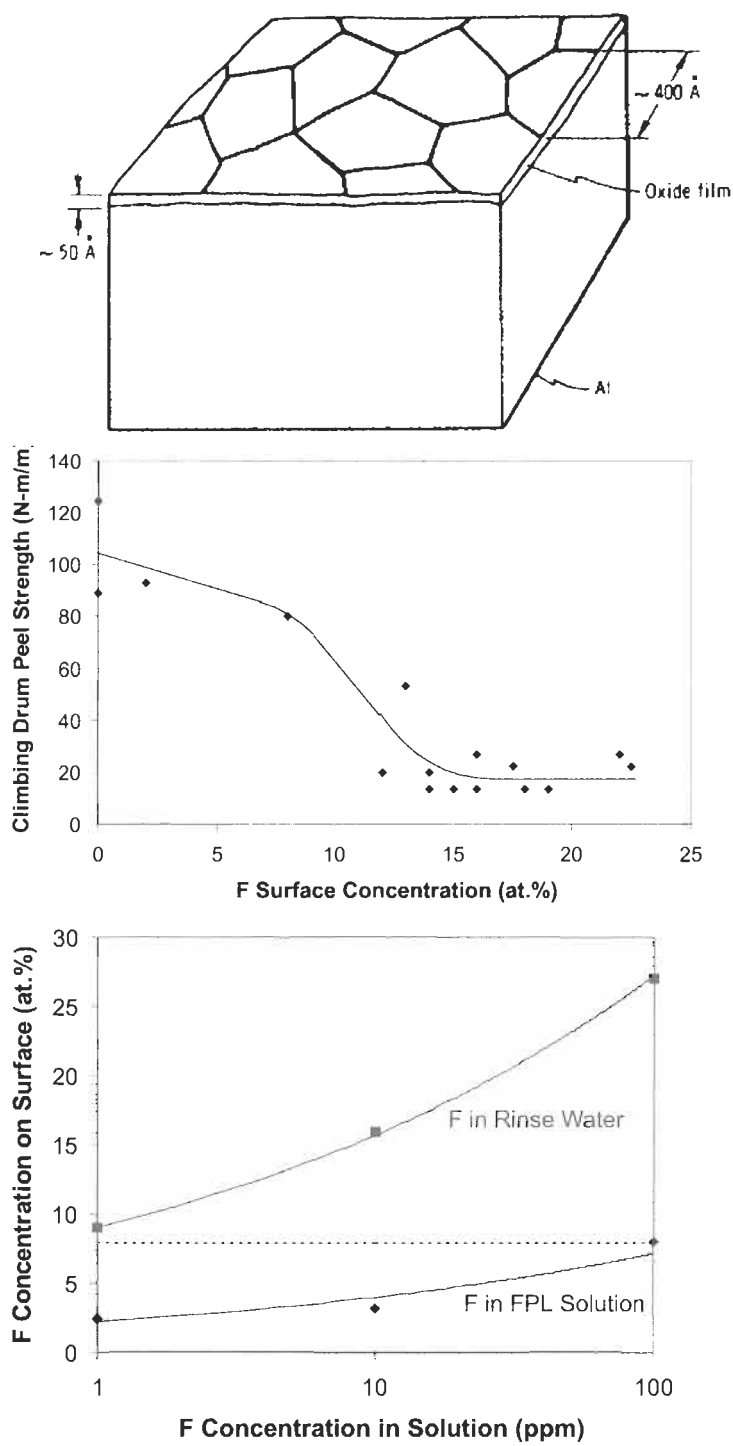 ~ 400 Å
Oxide film
~ 50 Å
Al
Climbing Drum Peel Strength (N-m/m)
140
120
100
80
60
40
20
0
0 5 10 15 20 25
F Surface Concentration (at.%)
F Concentration on Surface (at.%)
30
25
20
15
10
5
0
F in Rinse Water
F in FPL Solution
1 10 100
F Concentration in Solution (ppm)